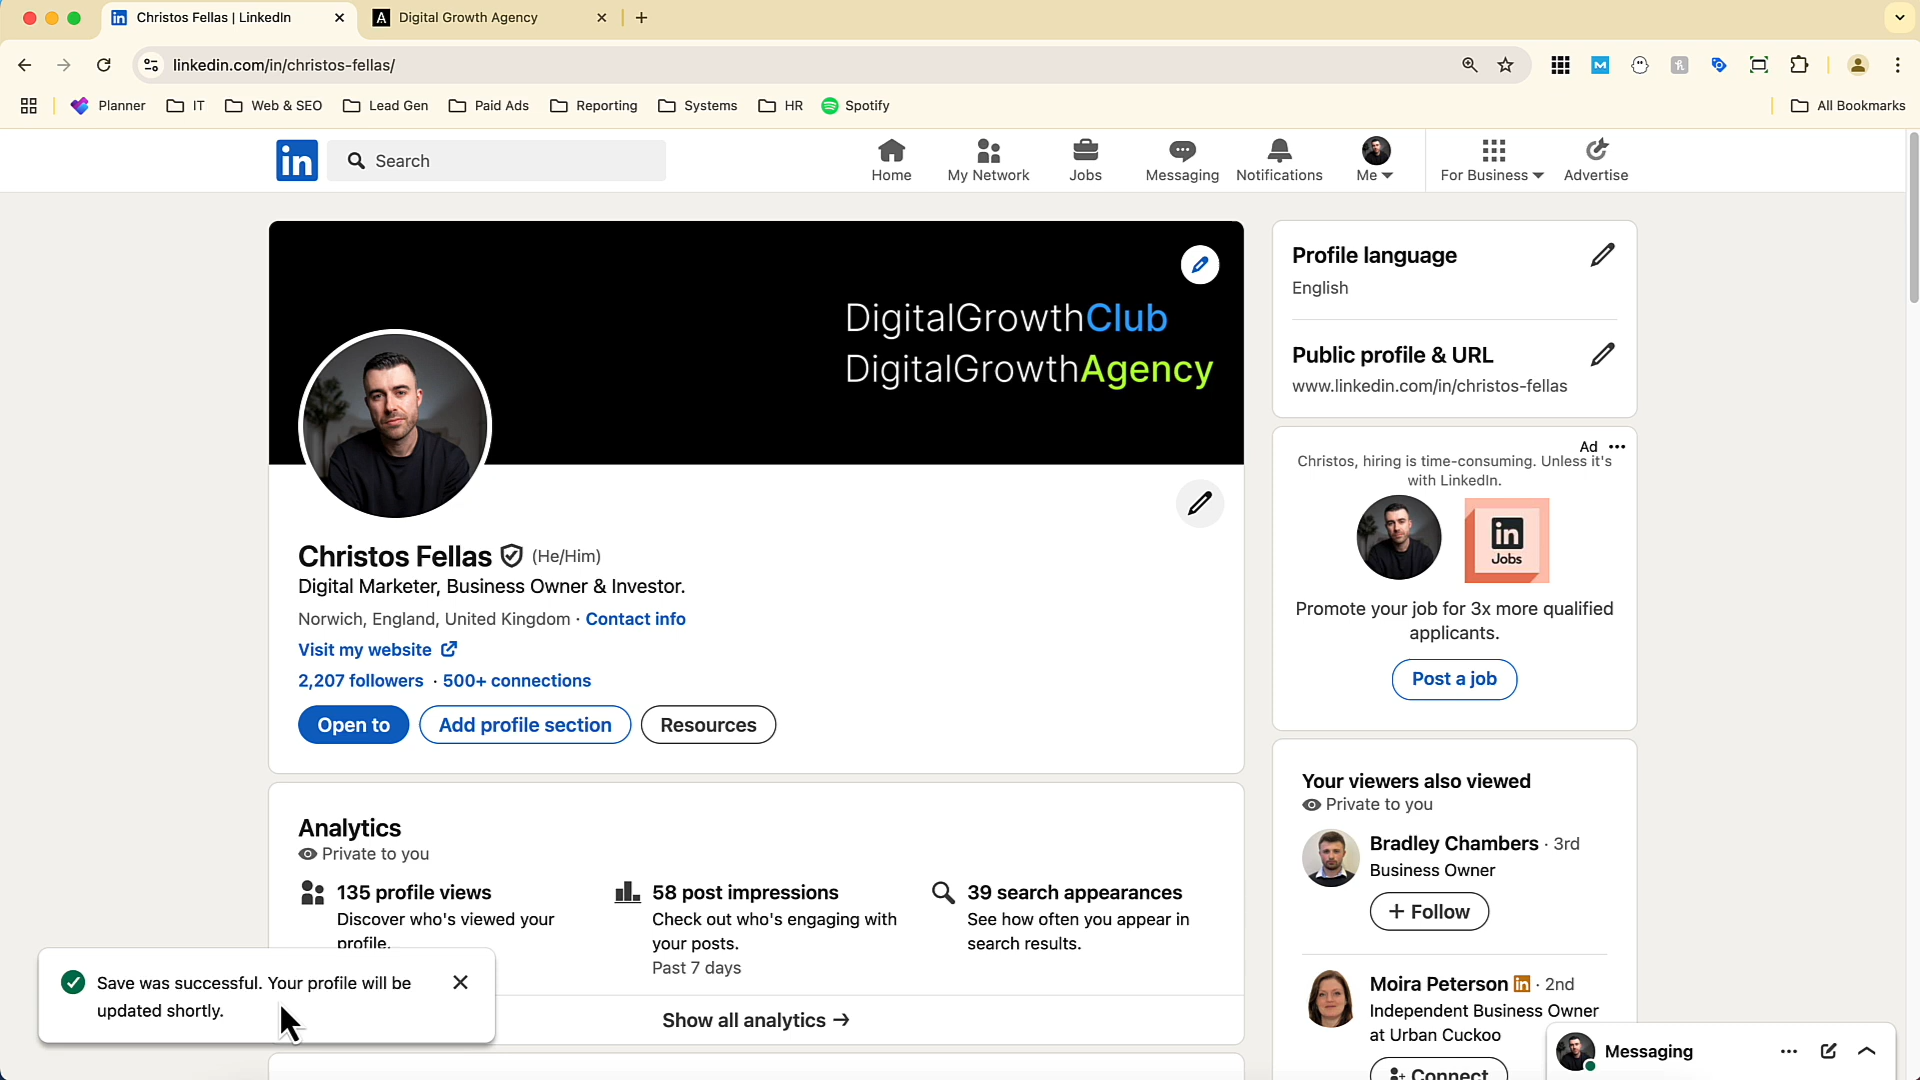 Christos Fellas | LinkedIn
A Digital Growth Agency
linkedin.com/in/christos-fellas/
Planner IT Web & SEO Lead Gen Paid Ads Reporting Systems HR Spotify All Bookmarks
in Search
Home My Network Jobs Messaging Notifications Me For Business Advertise
DigitalGrowthClub
DigitalGrowthAgency
Christos Fellas (He/Him)
Digital Marketer, Business Owner & Investor.
Norwich, England, United Kingdom · Contact info
Visit my website
2,207 followers · 500+ connections
Open to Add profile section Resources
Analytics
Private to you
135 profile views
Discover who's viewed your
profile.
58 post impressions
Check out who's engaging with
your posts.
Past 7 days
39 search appearances
See how often you appear in
search results.
Show all analytics →
Save was successful. Your profile will be
updated shortly.
Profile language
English
Public profile & URL
www.linkedin.com/in/christos-fellas
Ad
Christos, hiring is time-consuming. Unless it's
with LinkedIn.
in
Jobs
Promote your job for 3x more qualified
applicants.
Post a job
Your viewers also viewed
Private to you
Bradley Chambers · 3rd
Business Owner
+ Follow
Moira Peterson in · 2nd
Independent Business Owner
at Urban Cuckoo
Connect
Messaging